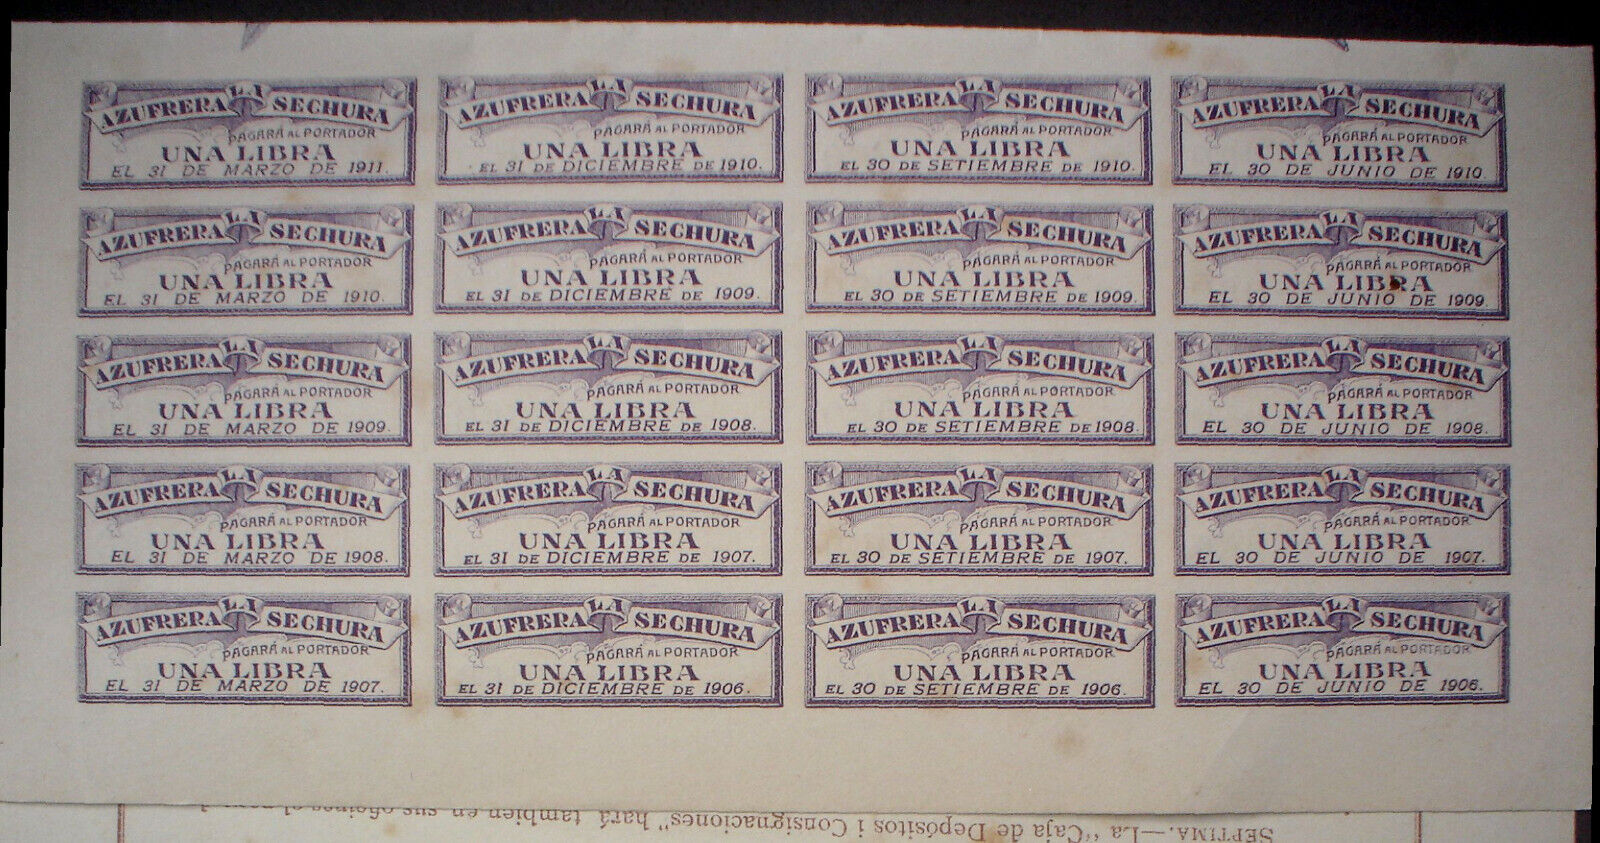 AZUFRERA LA SECHURA
PAGARÁ AL PORTADOR
UNA LIBRA
EL 31 DE MARZO DE 1911.
AZUFRERA LA SECHURA
PAGARÁ AL PORTADOR
UNA LIBRA
EL 31 DE DICIEMBRE DE 1910.
AZUFRERA LA SECHURA
PAGARÁ AL PORTADOR
UNA LIBRA
EL 30 DE SETIEMBRE DE 1910.
AZUFRERA LA SECHURA
PAGARÁ AL PORTADOR
UNA LIBRA
EL 30 DE JUNIO DE 1910
AZUFRERA LA SECHURA
PAGARÁ AL PORTADOR
UNA LIBRA
EL 31 DE MARZO DE 1910.
AZUFRERA LA SECHURA
PAGARÁ AL PORTADOR
UNA LIBRA
EL 31 DE DICIEMBRE DE 1909.
AZUFRERA LA SECHURA
PAGARÁ AL PORTADOR
UNA LIBRA
EL 30 DE SETIEMBRE DE 1909.
AZUFRERA LA SECHURA
PAGARÁ AL PORTADOR
UNA LIBRA
EL 30 DE JUNIO DE 1909.
AZUFRERA LA SECHURA
PAGARÁ AL PORTADOR
UNA LIBRA
EL 31 DE MARZO DE 1909.
AZUFRERA LA SECHURA
PAGARÁ AL PORTADOR
UNA LIBRA
EL 31 DE DICIEMBRE DE 1908.
AZUFRERA LA SECHURA
PAGARÁ AL PORTADOR
UNA LIBRA
EL 30 DE SETIEMBRE DE 1908.
AZUFRERA LA SECHURA
PAGARÁ AL PORTADOR
UNA LIBRA
EL 30 DE JUNIO DE 1908.
AZUFRERA LA SECHURA
PAGARÁ AL PORTADOR
UNA LIBRA
EL 31 DE MARZO DE 1908.
AZUFRERA LA SECHURA
PAGARÁ AL PORTADOR
UNA LIBRA
EL 31 DE DICIEMBRE DE 1907.
AZUFRERA LA SECHURA
PAGARÁ AL PORTADOR
UNA LIBRA
EL 30 DE SETIEMBRE DE 1907.
AZUFRERA LA SECHURA
PAGARÁ AL PORTADOR
UNA LIBRA
EL 30 DE JUNIO DE 1907.
AZUFRERA LA SECHURA
PAGARÁ AL PORTADOR
UNA LIBRA
EL 31 DE MARZO DE 1907.
AZUFRERA LA SECHURA
PAGARÁ AL PORTADOR
UNA LIBRA
EL 31 DE DICIEMBRE DE 1906.
AZUFRERA LA SECHURA
PAGARÁ AL PORTADOR
UNA LIBRA
EL 30 DE SETIEMBRE DE 1906.
AZUFRERA LA SECHURA
PAGARÁ AL PORTADOR
UNA LIBRA
EL 30 DE JUNIO DE 1906.
SEPTIMA.—La "Caja de Depósitos i Consignaciones" hará tambien en sus oficinas el